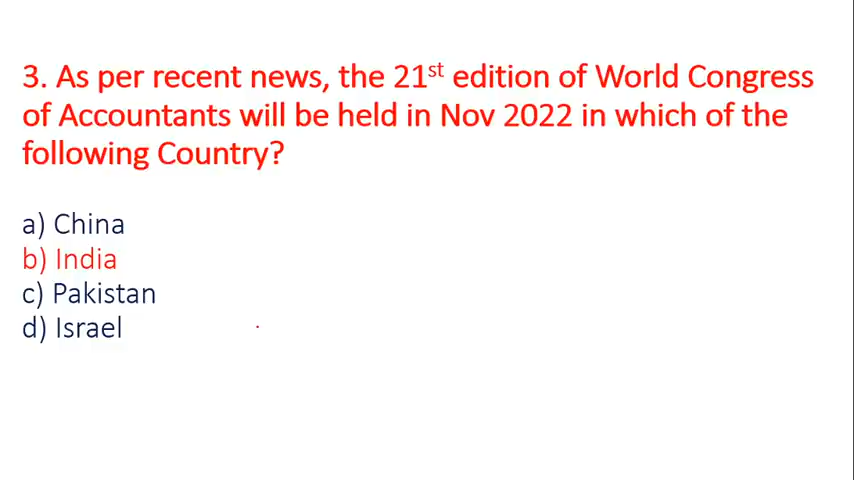 3. As per recent news, the 21st edition of World Congress
of Accountants will be held in Nov 2022 in which of the
following Country?
a) China
b) India
c) Pakistan
d) Israel